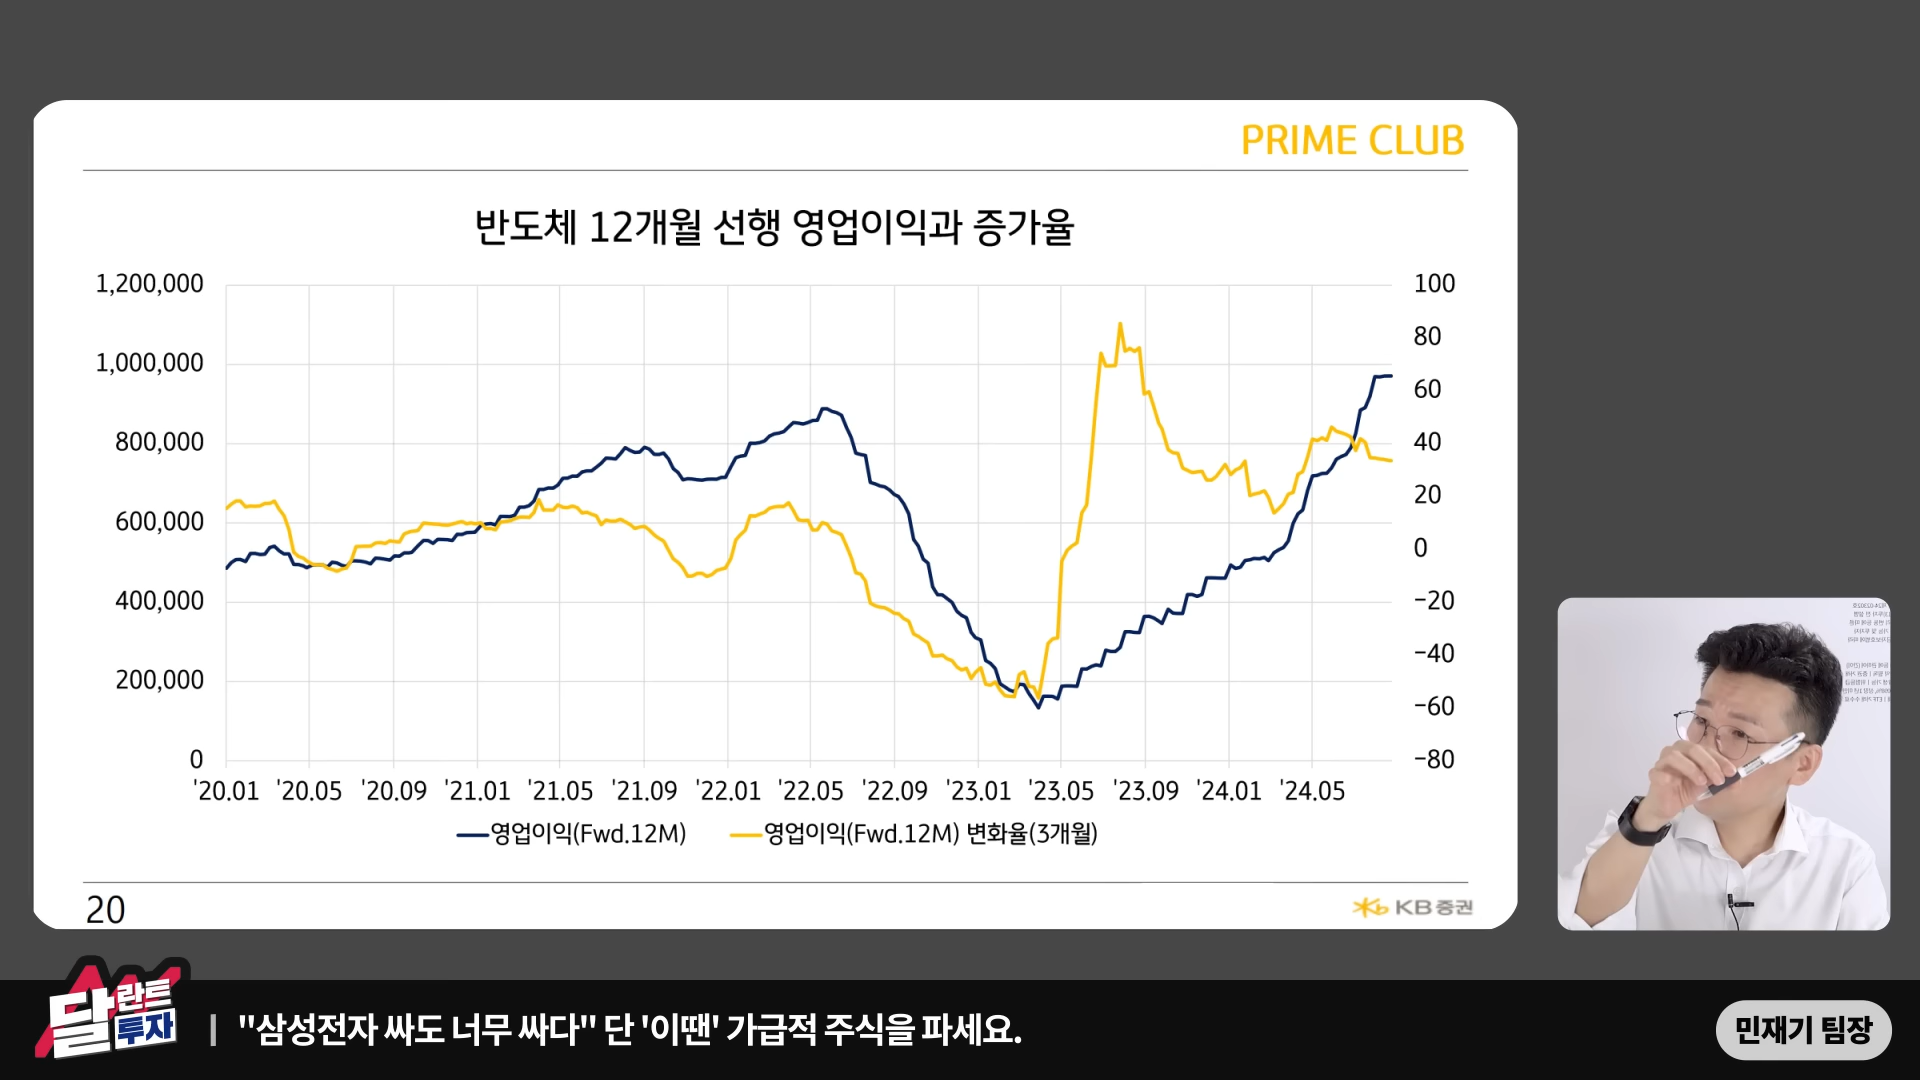 PRIME CLUB
반도체 12개월 선행 영업이익과 증가율
1,200,000
1,000,000
800,000
600,000
400,000
200,000
0
100
80
60
40
20
0
-20
-40
-60
-80
'20.01 '20.05 '20.09 '21.01 '21.05 '21.09 '22.01 '22.05 '22.09 '23.01 '23.05 '23.09 '24.01 '24.05
영업이익(Fwd.12M) 영업이익(Fwd.12M) 변화율(3개월)
20
KB증권
달란트투자
"삼성전자 싸도 너무 싸다" 단 '이땐' 가급적 주식을 파세요.
민재기 팀장